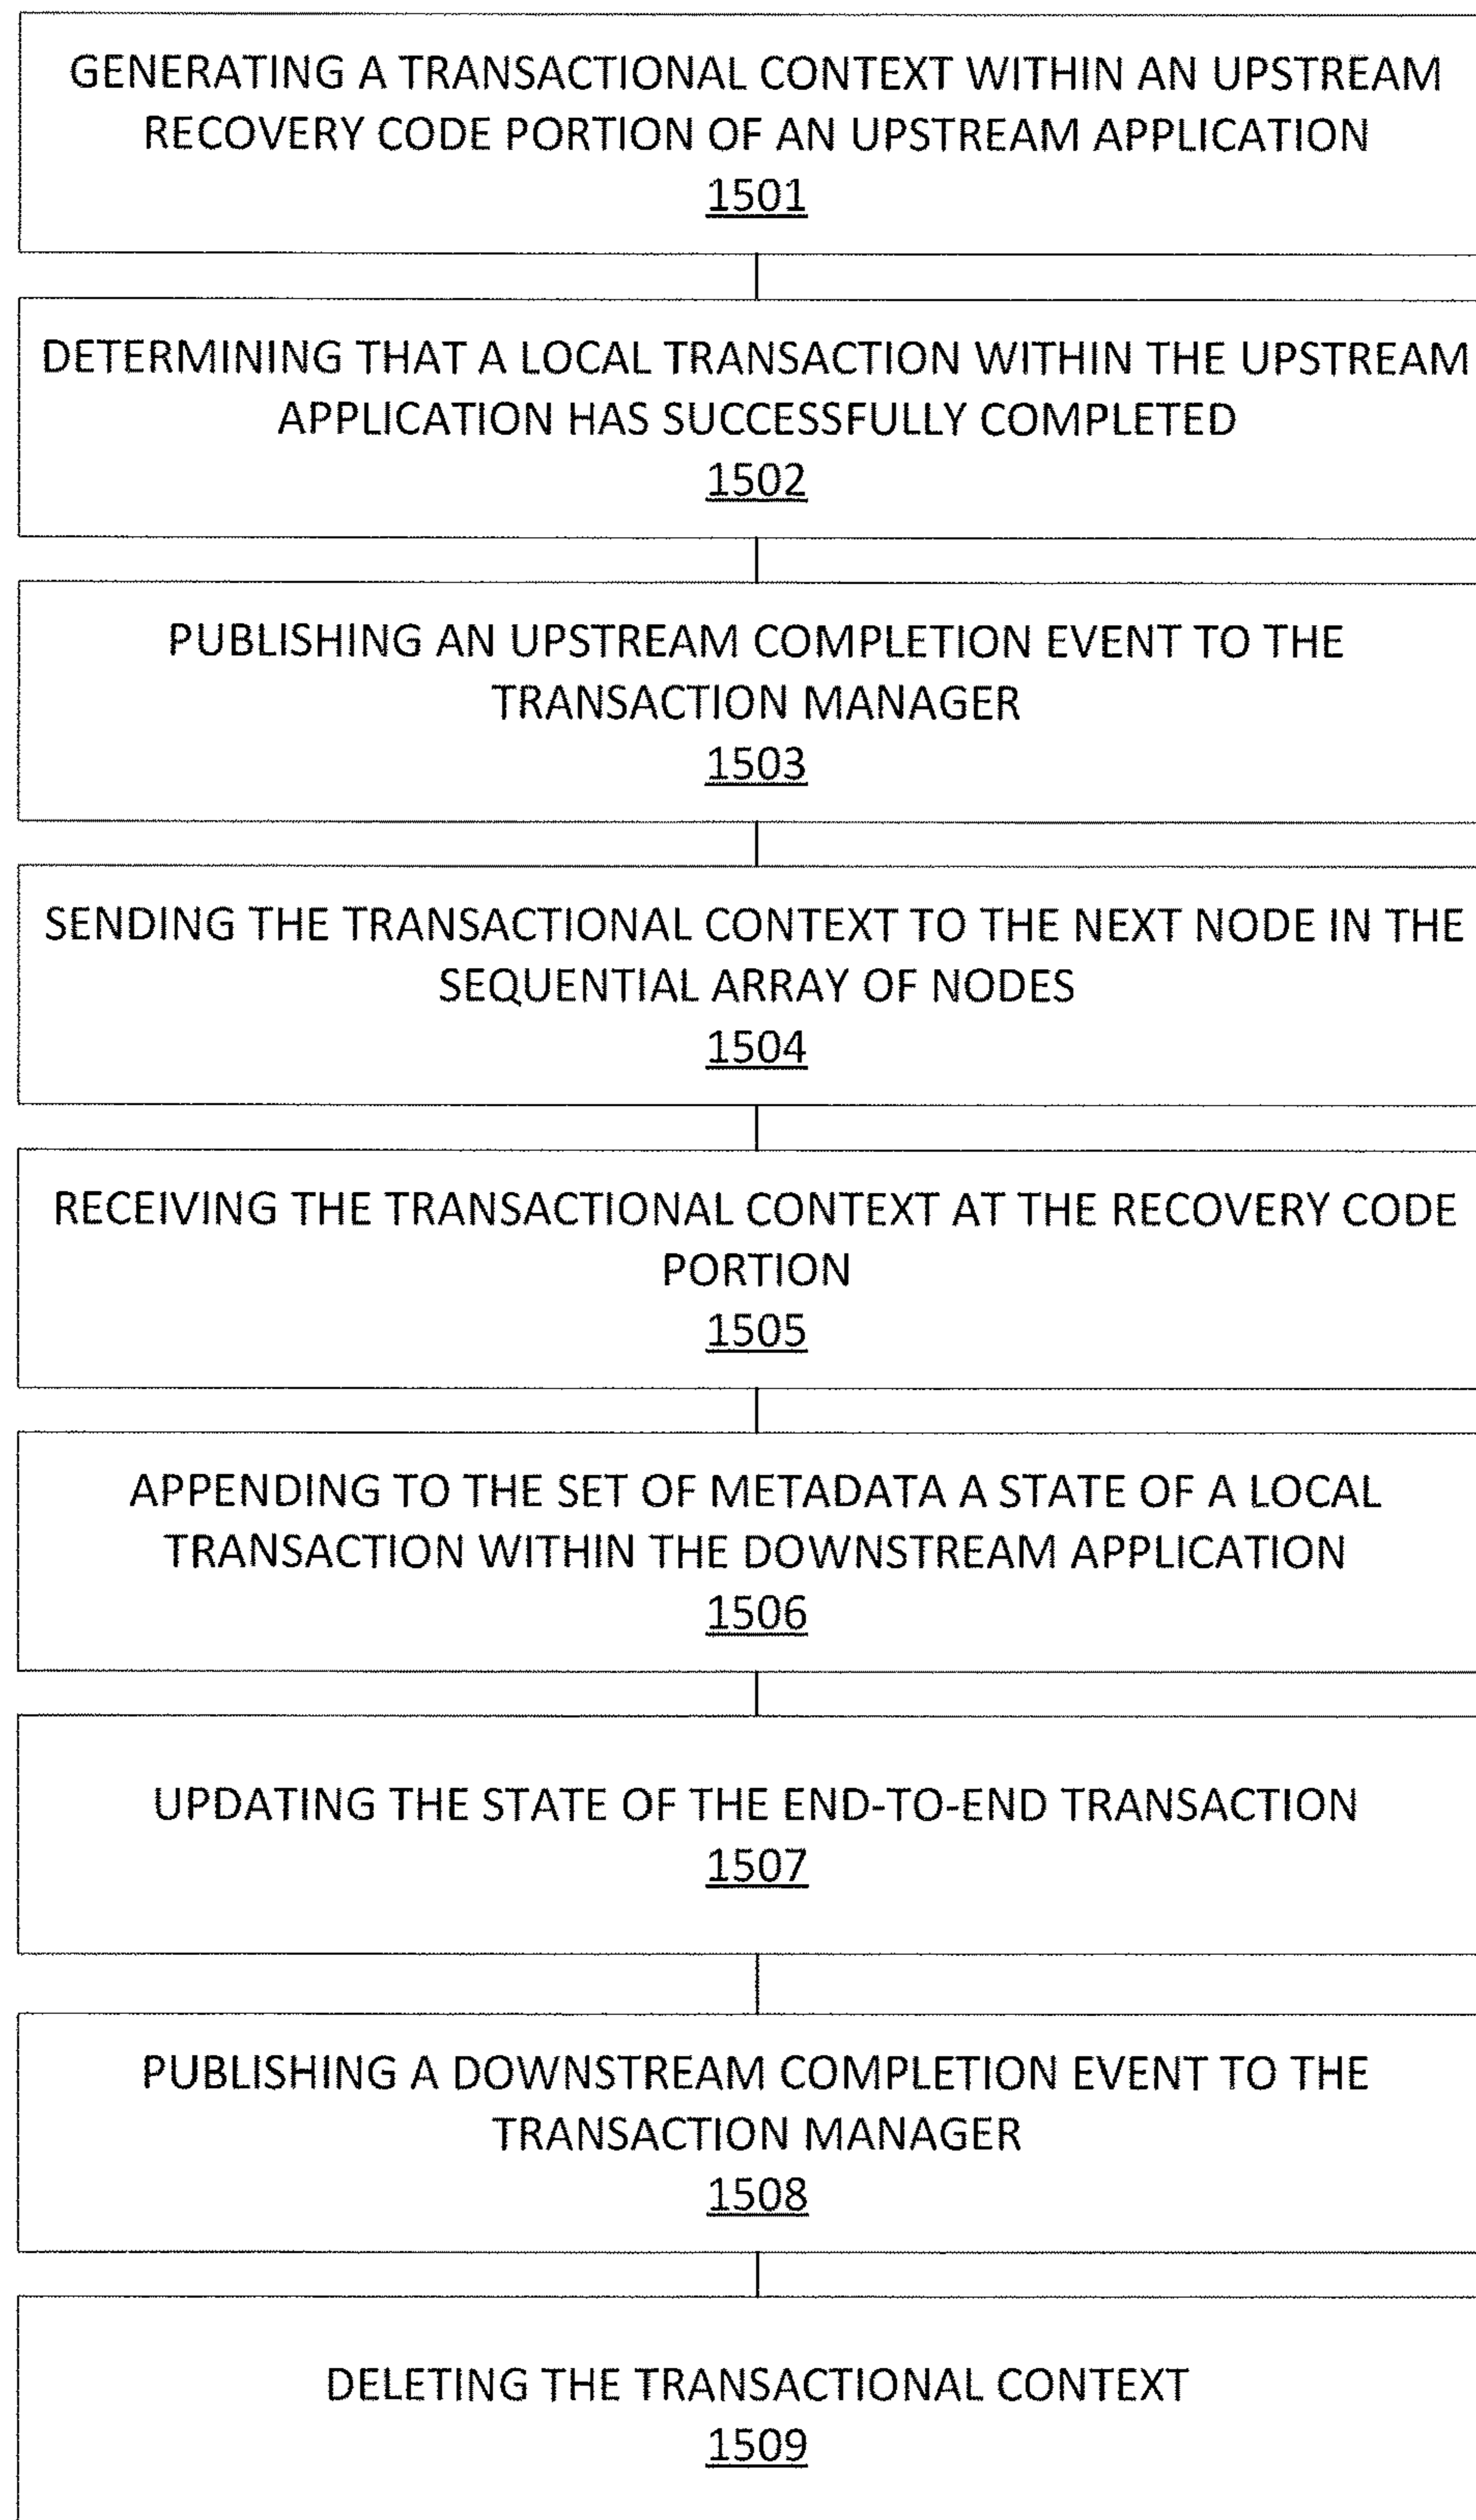 GENERATING A TRANSACTIONAL CONTEXT WITHIN AN UPSTREAM
RECOVERY CODE PORTION OF AN UPSTREAM APPLICATION
1501
DETERMINING THAT A LOCAL TRANSACTION WITHIN THE UPSTREAM
APPLICATION HAS SUCCESSFULLY COMPLETED
1502
PUBLISHING AN UPSTREAM COMPLETION EVENT TO THE
TRANSACTION MANAGER
1503
SENDING THE TRANSACTIONAL CONTEXT TO THE NEXT NODE IN THE
SEQUENTIAL ARRAY OF NODES
1504
RECEIVING THE TRANSACTIONAL CONTEXT AT THE RECOVERY CODE
PORTION
1505
APPENDING TO THE SET OF METADATA A STATE OF A LOCAL
TRANSACTION WITHIN THE DOWNSTREAM APPLICATION
1506
UPDATING THE STATE OF THE END-TO-END TRANSACTION
1507
PUBLISHING A DOWNSTREAM COMPLETION EVENT TO THE
TRANSACTION MANAGER
1508
DELETING THE TRANSACTIONAL CONTEXT
1509